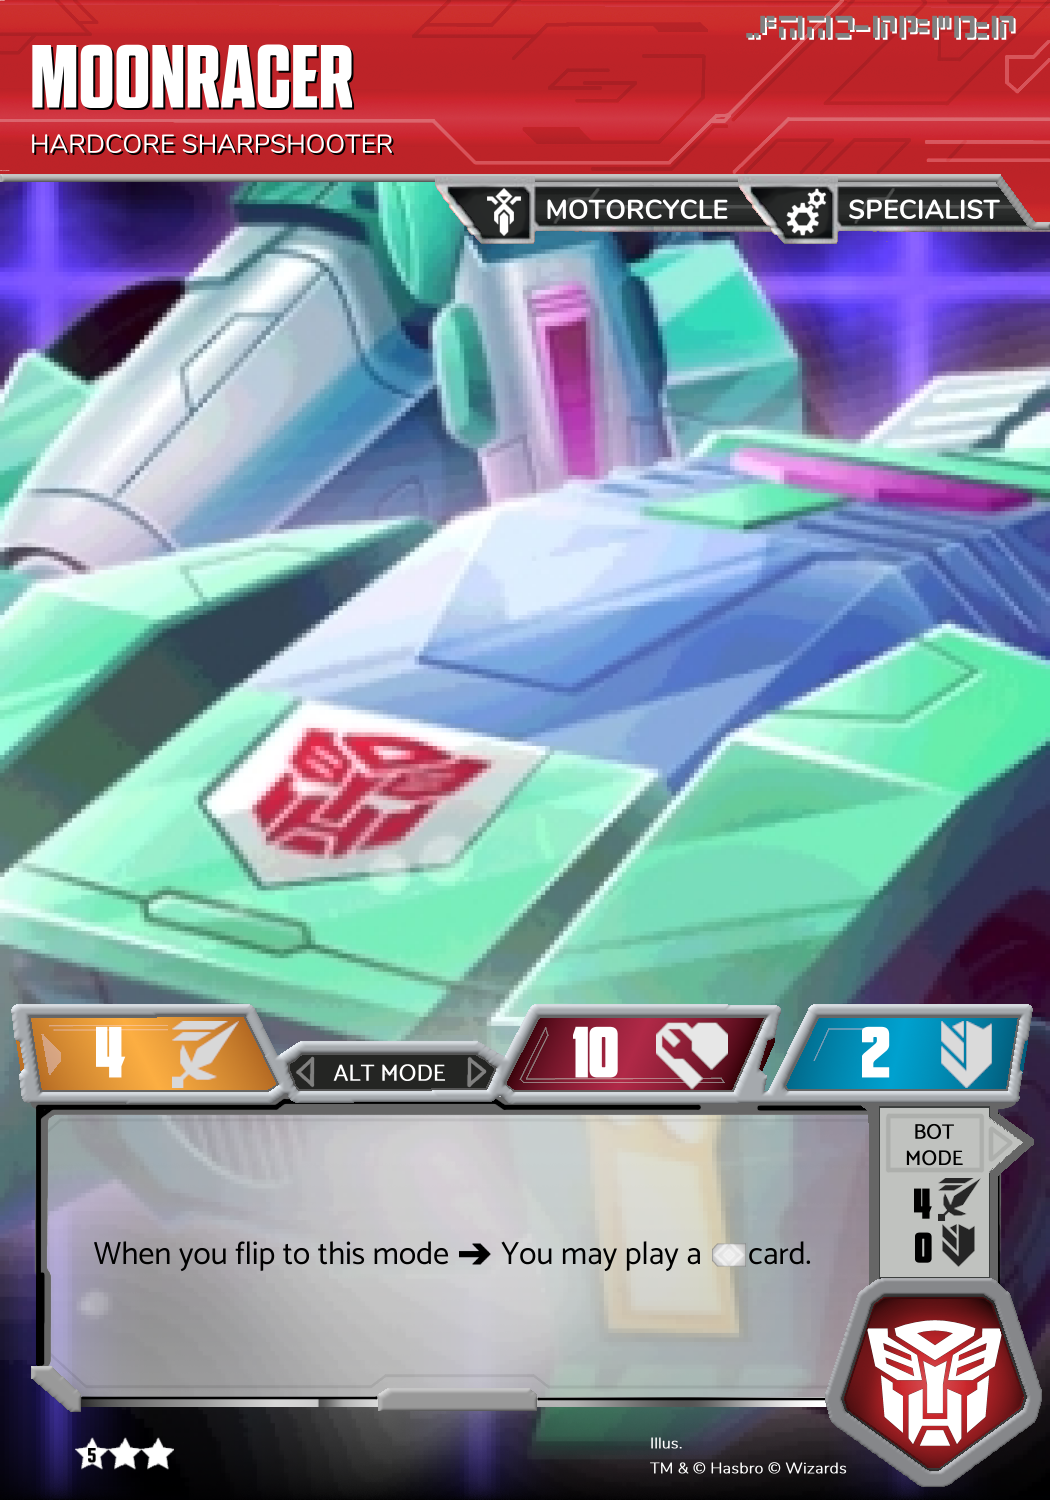 MOONRACER
HARDCORE SHARPSHOOTER
MOTORCYCLE
SPECIALIST
4
ALT MODE
10
2
BOT
MODE
4
0
When you flip to this mode ➔ You may play a card.
5
Illus.
TM & © Hasbro © Wizards